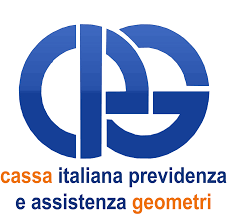 cassa italiana previdenza
e assistenza geometri